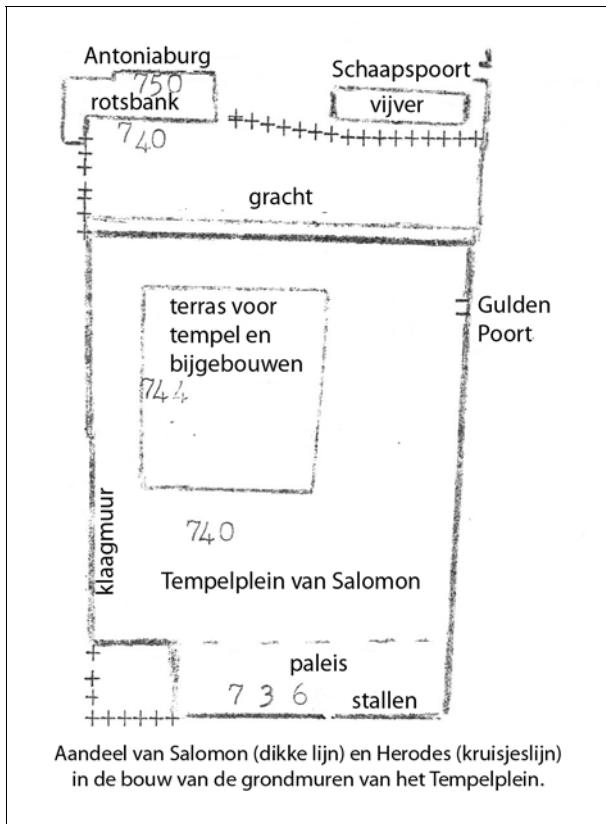 Antoniaburg
750
rotsbank
740
Schaapspoort
vijver
gracht
terras voor
tempel en
bijgebouwen
744
Gulden
Poort
klaagmuur
740
Tempelplein van Salomon
paleis
7 3 6
stallen
Aandeel van Salomon (dikke lijn) en Herodes (kruisjeslijn)
in de bouw van de grondmuren van het Tempelplein.